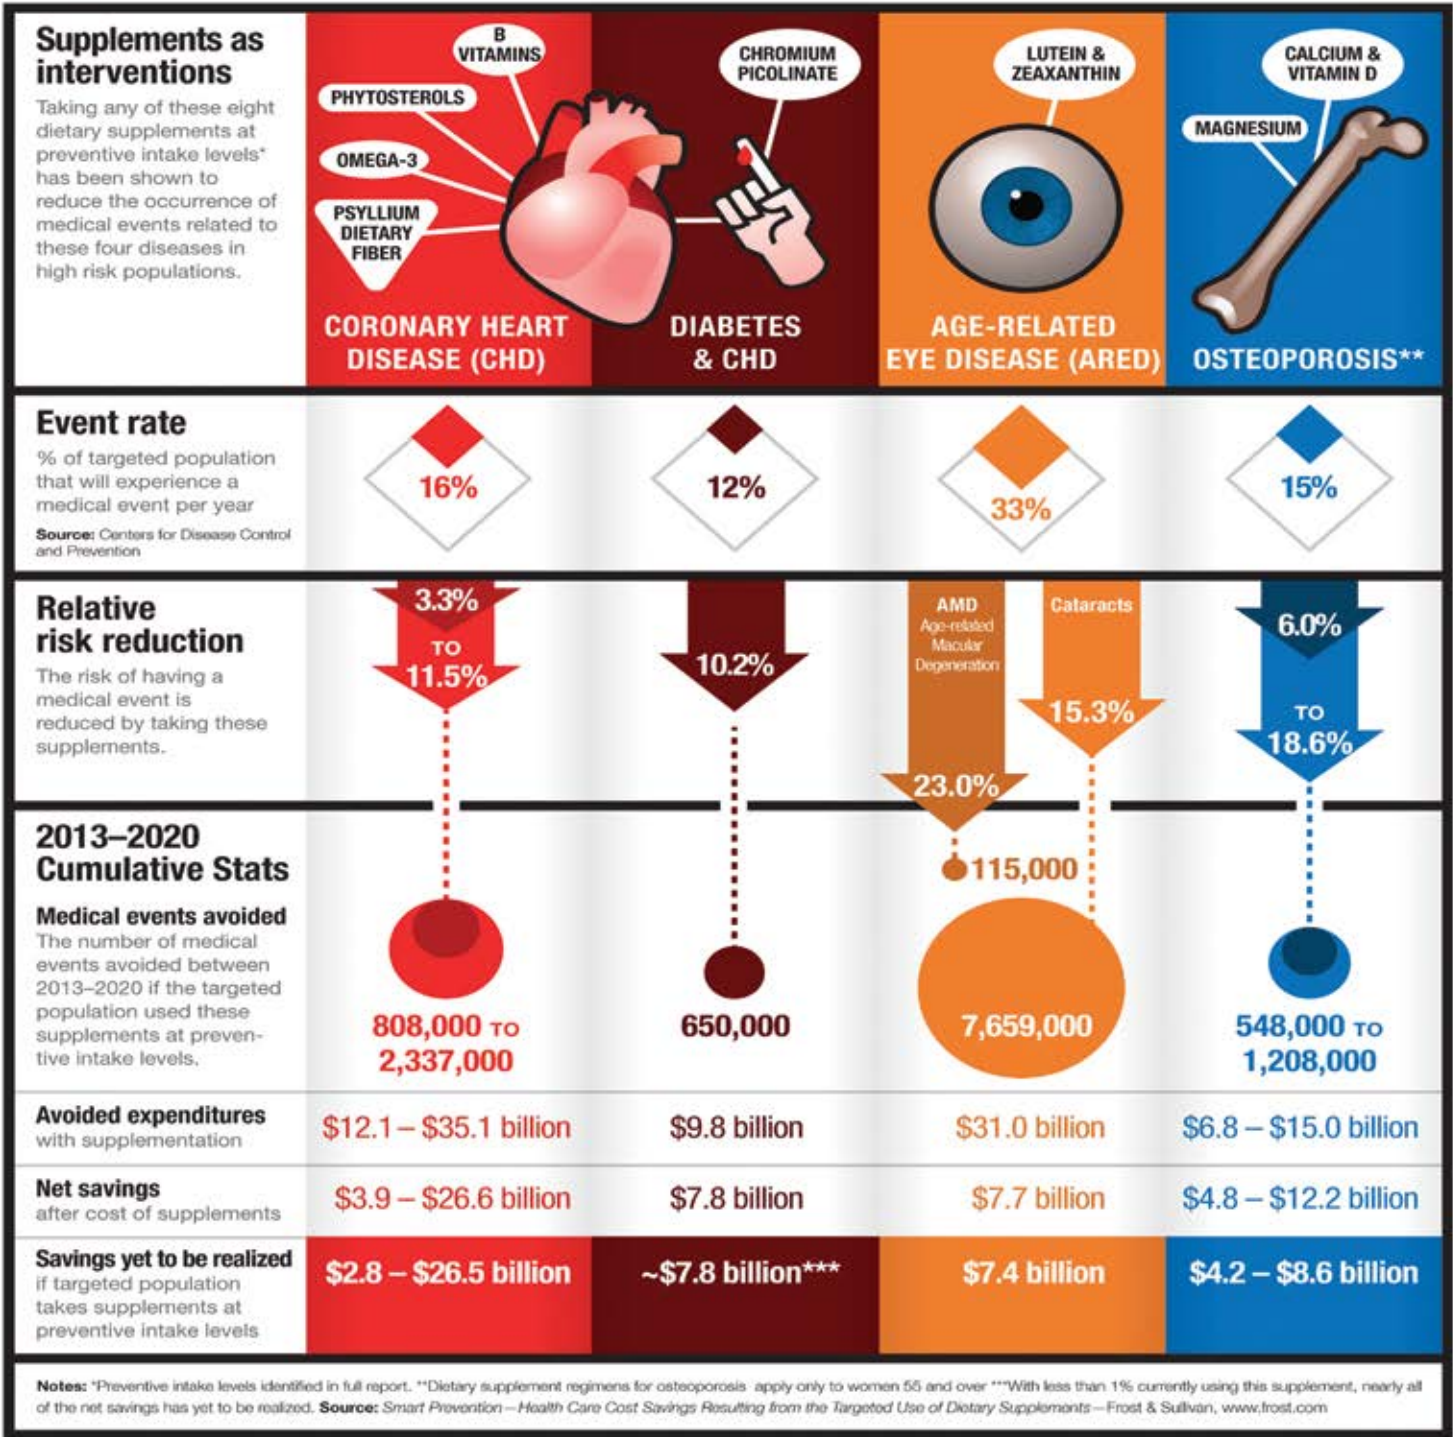 Supplements as
interventions
Taking any of these eight
dietary supplements at
preventive intake levels*
has been shown to
reduce the occurrence of
medical events related to
these four diseases in
high risk populations.
B
VITAMINS
PHYTOSTEROLS
OMEGA-3
PSYLLIUM
DIETARY
FIBER
CORONARY HEART
DISEASE (CHD)
CHROMIUM
PICOLINATE
DIABETES
& CHD
LUTEIN &
ZEAXANTHIN
AGE-RELATED
EYE DISEASE (ARED)
CALCIUM &
VITAMIN D
MAGNESIUM
OSTEOPOROSIS**
Event rate
% of targeted population
that will experience a
medical event per year
Source: Centers for Disease Control
and Prevention
16%
12%
33%
15%
Relative
risk reduction
The risk of having a
medical event is
reduced by taking these
supplements.
3.3%
TO
11.5%
10.2%
AMD
Age-related
Macular
Degeneration
23.0%
Cataracts
15.3%
6.0%
TO
18.6%
2013–2020
Cumulative Stats
Medical events avoided
The number of medical
events avoided between
2013–2020 if the targeted
population used these
supplements at preven-
tive intake levels.
808,000 TO
2,337,000
650,000
115,000
7,659,000
548,000 TO
1,208,000
Avoided expenditures
with supplementation
$12.1 – $35.1 billion
$9.8 billion
$31.0 billion
$6.8 – $15.0 billion
Net savings
after cost of supplements
$3.9 – $26.6 billion
$7.8 billion
$7.7 billion
$4.8 – $12.2 billion
Savings yet to be realized
if targeted population
takes supplements at
preventive intake levels
$2.8 – $26.5 billion
~$7.8 billion***
$7.4 billion
$4.2 – $8.6 billion
Notes: *Preventive intake levels identified in full report. **Dietary supplement regimens for osteoporosis apply only to women 55 and over ***With less than 1% currently using this supplement, nearly all
of the net savings has yet to be realized. Source: Smart Prevention—Health Care Cost Savings Resulting from the Targeted Use of Dietary Supplements—Frost & Sullivan, www.frost.com